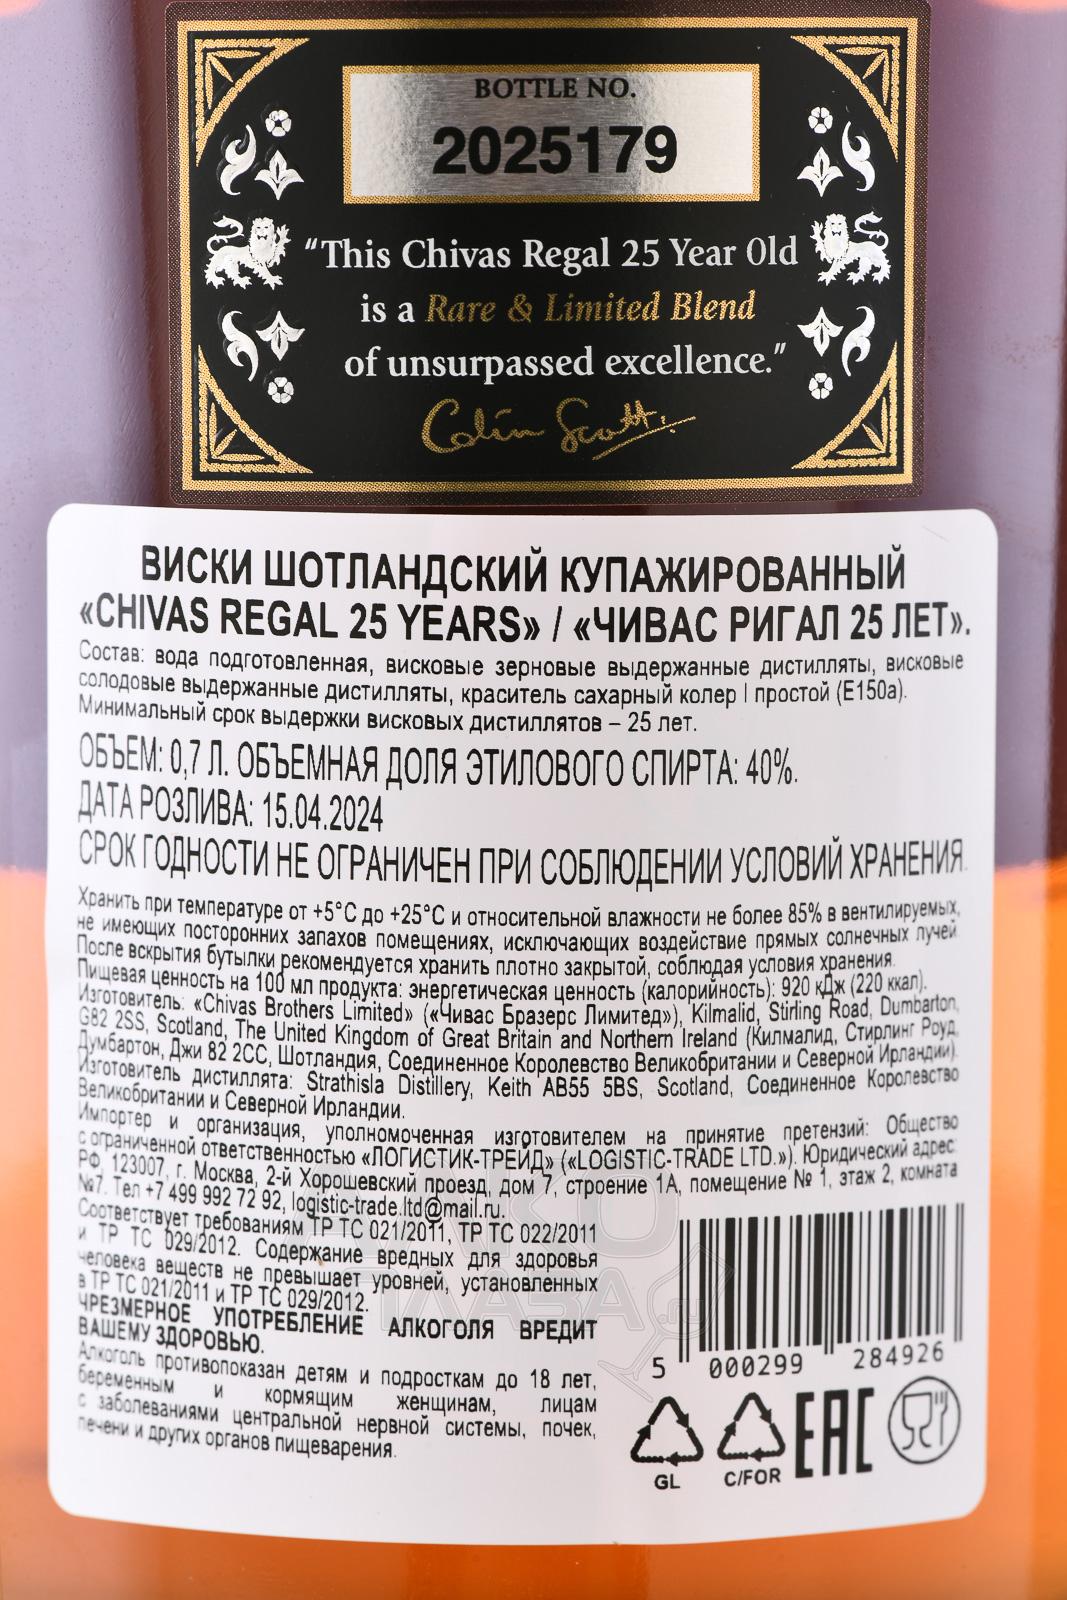 BOTTLE NO.
2025179
"This Chivas Regal 25 Year Old
is a Rare & Limited Blend
of unsurpassed excellence."
Colin Scott
ВИСКИ ШОТЛАНДСКИЙ КУПАЖИРОВАННЫЙ
«CHIVAS REGAL 25 YEARS» / «ЧИВАС РИГАЛ 25 ЛЕТ».
Состав: вода подготовленная, висковые зерновые выдержанные дистилляты, висковые
солодовые выдержанные дистилляты, краситель сахарный колер I простой (Е150а).
Минимальный срок выдержки висковых дистиллятов – 25 лет.
ОБЪЕМ: 0,7 Л. ОБЪЕМНАЯ ДОЛЯ ЭТИЛОВОГО СПИРТА: 40%.
ДАТА РОЗЛИВА: 15.04.2024
СРОК ГОДНОСТИ НЕ ОГРАНИЧЕН ПРИ СОБЛЮДЕНИИ УСЛОВИЙ ХРАНЕНИЯ.
Хранить при температуре от +5°С до +25°С и относительной влажности не более 85% в вентилируемых,
не имеющих посторонних запахов помещениях, исключающих воздействие прямых солнечных лучей.
После вскрытия бутылки рекомендуется хранить плотно закрытой, соблюдая условия хранения.
Пищевая ценность на 100 мл продукта: энергетическая ценность (калорийность): 920 кДж (220 ккал).
Изготовитель: «Chivas Brothers Limited» («Чивас Бразерс Лимитед»), Kilmalid, Stirling Road, Dumbarton,
G82 2SS, Scotland, The United Kingdom of Great Britain and Northern Ireland (Килмалид, Стирлинг Роуд,
Думбартон, Джи 82 2СС, Шотландия, Соединенное Королевство Великобритании и Северной Ирландии).
Изготовитель дистиллята: Strathisla Distillery, Keith AB55 5BS, Scotland, Соединенное Королевство
Великобритании и Северной Ирландии.
Импортер и организация, уполномоченная изготовителем на принятие претензий: Общество
с ограниченной ответственностью «ЛОГИСТИК-ТРЕЙД» («LOGISTIC-TRADE LTD.»). Юридический адрес:
РФ, 123007, г. Москва, 2-й Хорошевский проезд, дом 7, строение 1А, помещение № 1, этаж 2, комната
№7. Тел +7 499 992 72 92, logistic-trade.ltd@mail.ru.
Соответствует требованиям ТР ТС 021/2011, ТР ТС 022/2011
и ТР ТС 029/2012. Содержание вредных для здоровья
человека веществ не превышает уровней, установленных
в ТР ТС 021/2011 и ТР ТС 029/2012.
ЧРЕЗМЕРНОЕ УПОТРЕБЛЕНИЕ АЛКОГОЛЯ ВРЕДИТ
ВАШЕМУ ЗДОРОВЬЮ.
Алкоголь противопоказан детям и подросткам до 18 лет,
беременным и кормящим женщинам, лицам
с заболеваниями центральной нервной системы, почек,
печени и других органов пищеварения.
5 000299 284926
GL
C/FOR
EAC
АЛКО
ПЛАЗА.ru